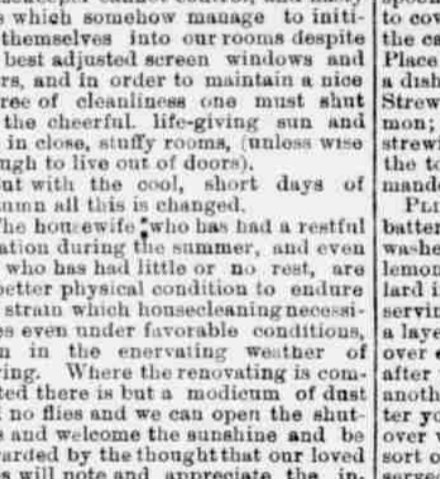 s which somehow manage to initi-
themselves into our rooms despite
best adjusted screen windows and
rs, and in order to maintain a nice
ree of cleanliness one must shut
the cheerful life-giving sun and
in close, stuffy rooms, (unless wise
ugh to live out of doors).
ut with the cool, short days of
tumn all this is changed.
he housewife who has had a restful
ation during the summer, and even
who has had little or no rest, are
better physical condition to endure
strain which housecleaning necessi-
es even under favorable conditions,
n in the enervating weather of
ring. Where the renovating is com-
ted there is but a modicum of dust
no flies and we can open the shut-
s and welcome the sunshine and be
arded by the thought that our loved
s will note and appreciate the in-
to cov
the ca
Place
a dish
Strew
mon;
strewi
the to
mand
PLI
batter
washe
lemon
lard i
servin
a laye
over
after
anoth
ter yo
over
sort o